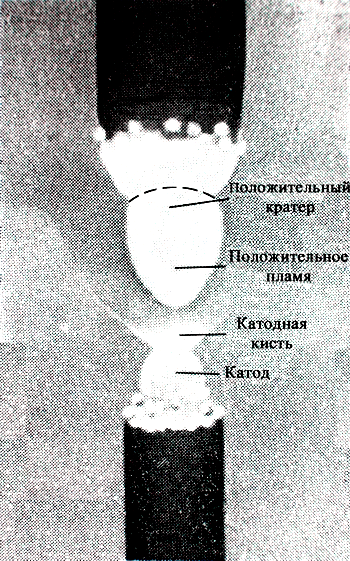 Положительный
кратер
Положительное
пламя
Катодная
кисть
Катод